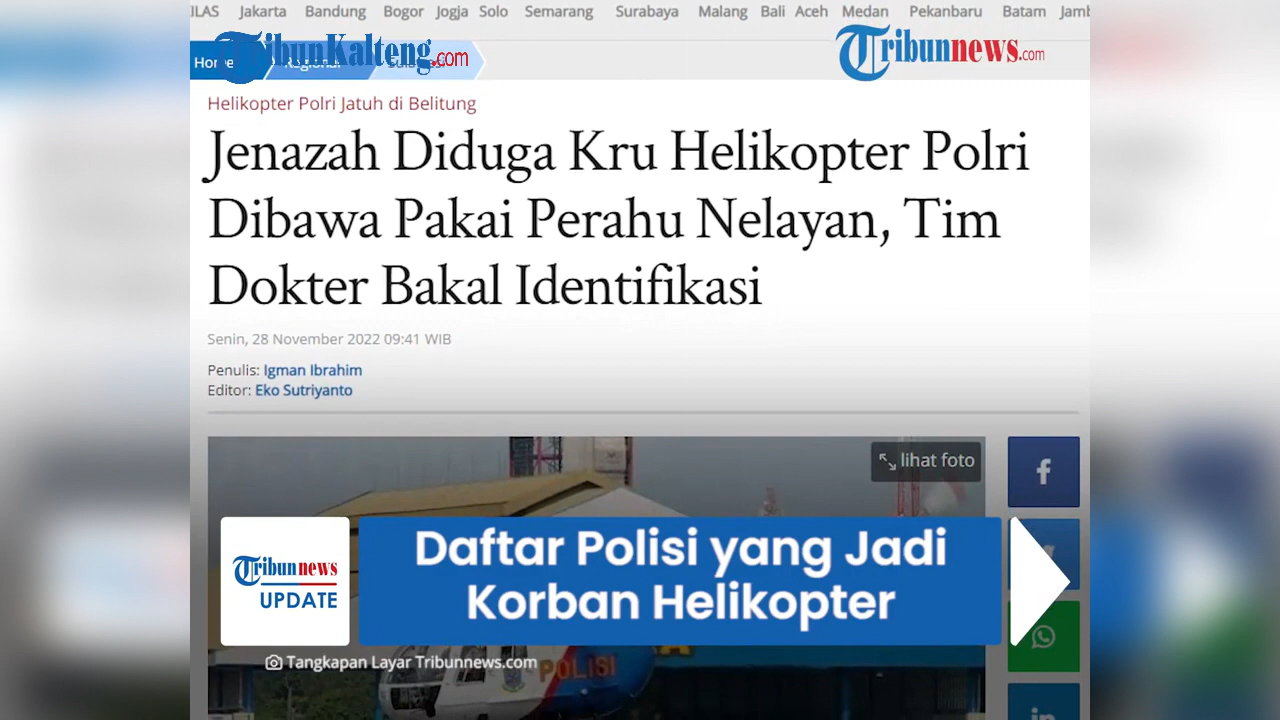 Jakarta Bandung Bogor Jogja Solo Semarang Surabaya Malang Bali Aceh Medan Pekanbaru Batam
TribunKalteng.com
Tribunnews.com
Home Regional
Helikopter Polri Jatuh di Belitung
Jenazah Diduga Kru Helikopter Polri
Dibawa Pakai Perahu Nelayan, Tim
Dokter Bakal Identifikasi
Senin, 28 November 2022 09:41 WIB
Penulis: Igman Ibrahim
Editor: Eko Sutriyanto
lihat foto
f
Tribunnews
UPDATE
Daftar Polisi yang Jadi
Korban Helikopter
Tangkapan Layar Tribunnews.com
POLISI
in